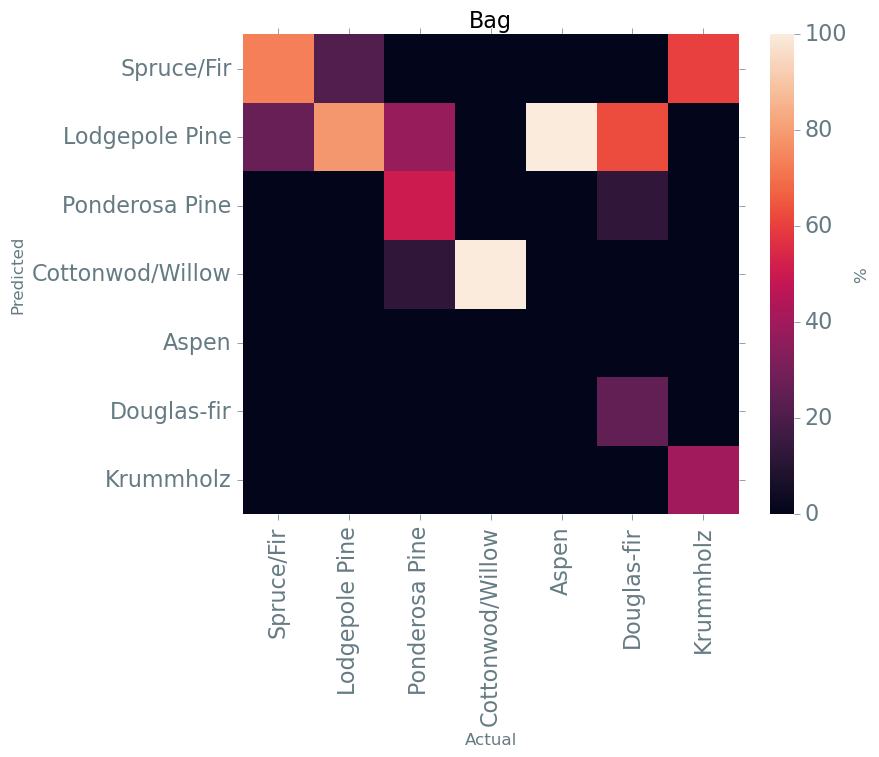 Bag
Predicted
Spruce/Fir
Lodgepole Pine
Ponderosa Pine
Cottonwod/Willow
Aspen
Douglas-fir
Krummholz
100
80
60
40
20
0
%
Spruce/Fir
Lodgepole Pine
Ponderosa Pine
Cottonwod/Willow
Aspen
Douglas-fir
Krummholz
Actual